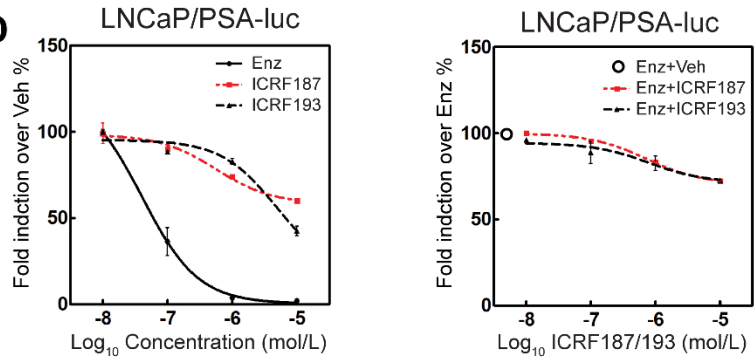 LNCaP/PSA-luc
150
100
50
0
Fold indction over Veh %
Enz
ICRF187
ICRF193
-8 -7 -6 -5
Log10 Concentration (mol/L)
LNCaP/PSA-luc
150
100
50
0
Fold indction over Enz %
Enz+Veh
Enz+ICRF187
Enz+ICRF193
-8 -7 -6 -5
Log10 ICRF187/193 (mol/L)